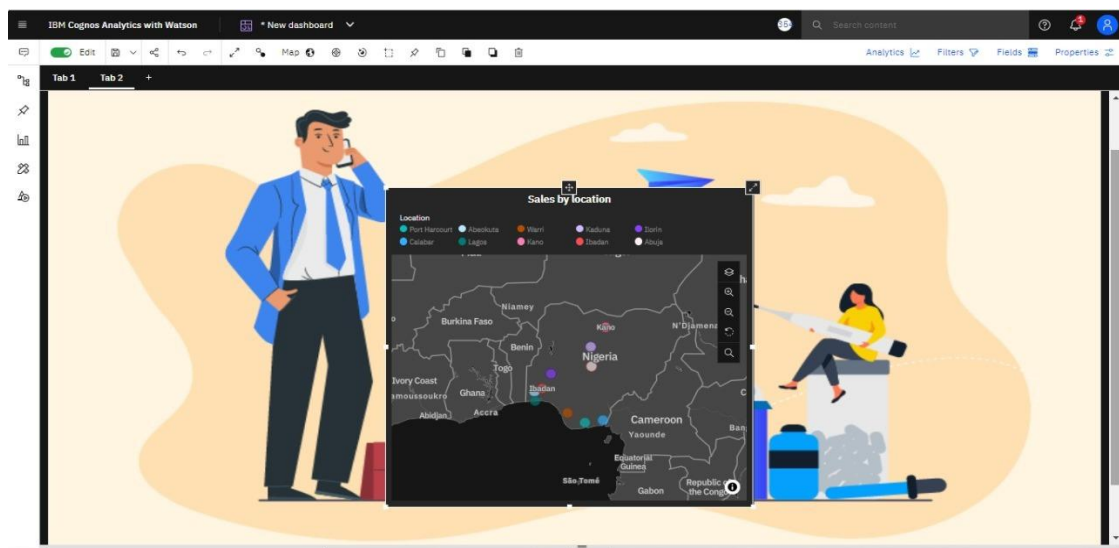 IBM Cognos Analytics with Watson
* New dashboard
Search content
Edit
Map
Analytics
Filters
Fields
Properties
Tab 1 Tab 2 +
Sales by location
Location
Port Harcourt Abeokuta Warri Kaduna Ilorin
Calabar Lagos Kano Ibadan Abuja
Niamey
Burkina Faso
Kano
N'Djamena
Benin
Nigeria
Togo
Ivory Coast
Ghana
Ibadan
amoussoukro
Abidjan
Accra
Cameroon
Ban
Yaounde
Equatorial
Guinea
São Tomé
Gabon
Republic
the Congo